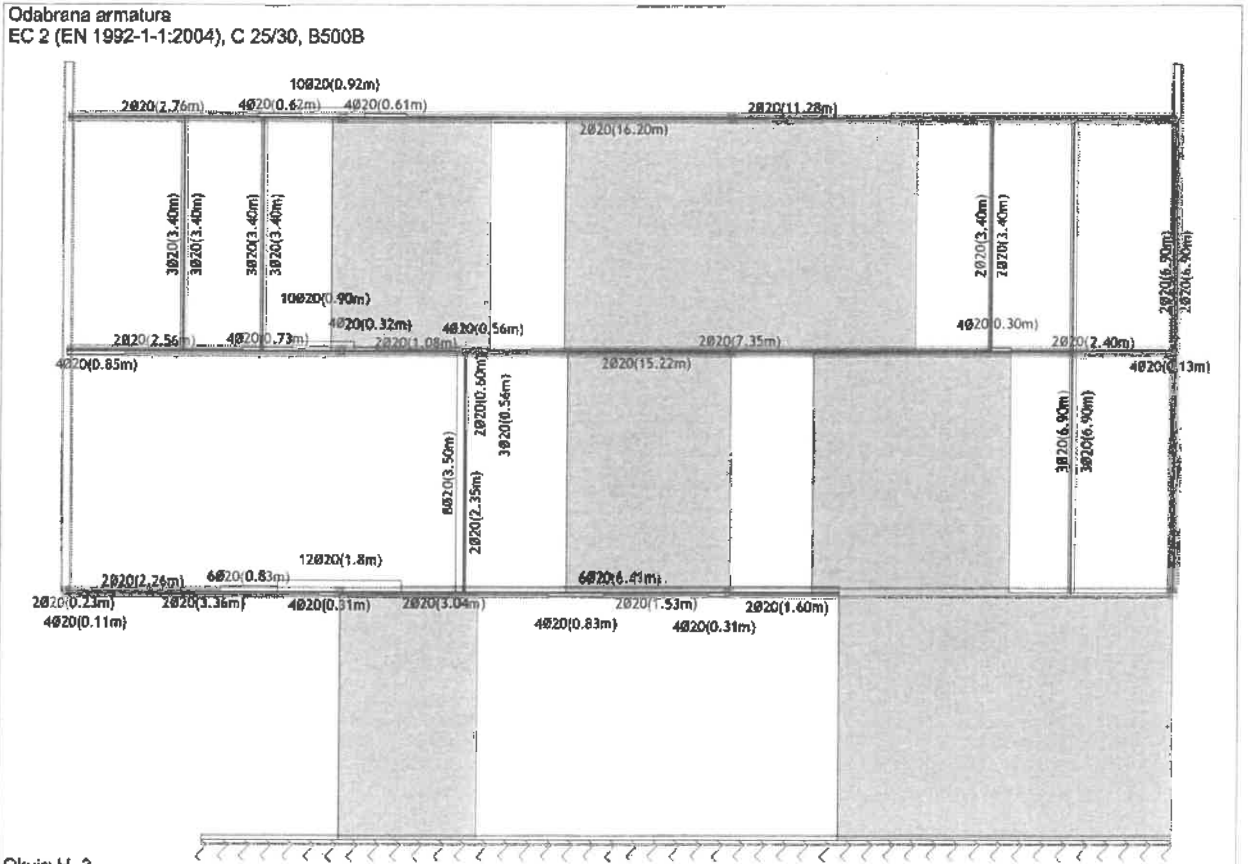 Odabrana armatura
EC 2 (EN 1992-1-1:2004), C 25/30, B500B
10Ø20(0.92m)
2Ø20(2.76m) 4Ø20(0.62m) 4Ø20(0.61m) 2Ø20(11.28m)
2Ø20(16.20m)
3Ø20(3.40m)
3Ø20(3.40m)
3Ø20(3.40m)
3Ø20(3.40m)
2Ø20(3.40m)
2Ø20(3.40m)
2Ø20(6.90m)
2Ø20(6.90m)
10Ø20(0.90m)
4Ø20(0.32m) 4Ø20(0.56m) 4Ø20(0.30m)
2Ø20(2.56m) 4Ø20(0.73m) 2Ø20(1.08m) 2Ø20(7.35m) 2Ø20(2.40m)
4Ø20(0.85m) 2Ø20(15.22m) 4Ø20(0.13m)
2Ø20(0.60m)
3Ø20(0.56m)
2Ø20(2.35m)
3Ø20(6.90m)
3Ø20(6.90m)
12Ø20(1.8m)
2Ø20(2.26m) 6Ø20(0.83m) 6Ø20(6.41m)
2Ø20(0.23m) 2Ø20(3.36m) 4Ø20(0.31m) 2Ø20(3.04m) 2Ø20(1.53m) 2Ø20(1.60m)
4Ø20(0.11m) 4Ø20(0.83m) 4Ø20(0.31m)